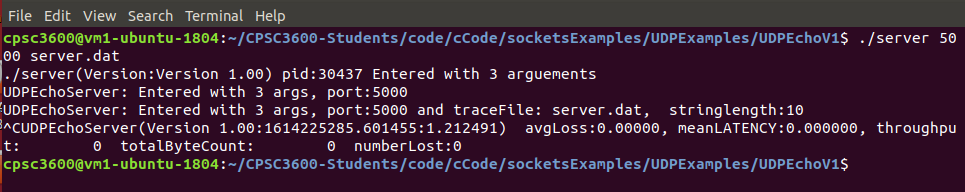 File Edit View Search Terminal Help
cpsc3600@vm1-ubuntu-1804:~/CPSC3600-Students/code/cCode/socketsExamples/UDPExamples/UDPEchoV1$ ./server 50
00 server.dat
./server(Version:Version 1.00) pid:30437 Entered with 3 arguements
UDPEchoServer: Entered with 3 args, port:5000
UDPEchoServer: Entered with 3 args, port:5000 and traceFile: server.dat,  stringlength:10
^CUDPEchoServer(Version 1.00:1614225285.601455:1.212491)  avgLoss:0.00000, meanLATENCY:0.000000, throughpu
t:        0  totalByteCount:        0  numberLost:0
cpsc3600@vm1-ubuntu-1804:~/CPSC3600-Students/code/cCode/socketsExamples/UDPExamples/UDPEchoV1$